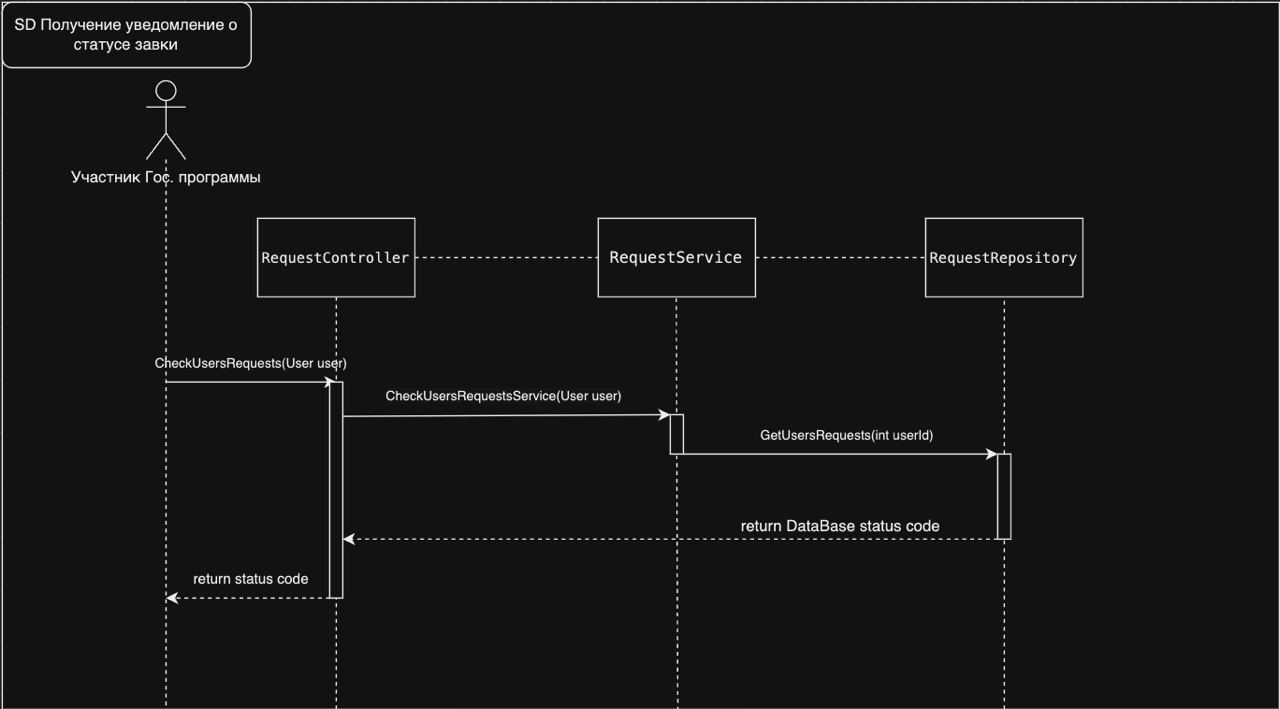 SD Получение уведомление о
статусе завки
Участник Гос. программы
RequestController
RequestService
RequestRepository
CheckUsersRequests(User user)
CheckUsersRequestsService(User user)
GetUsersRequests(int userId)
return DataBase status code
return status code